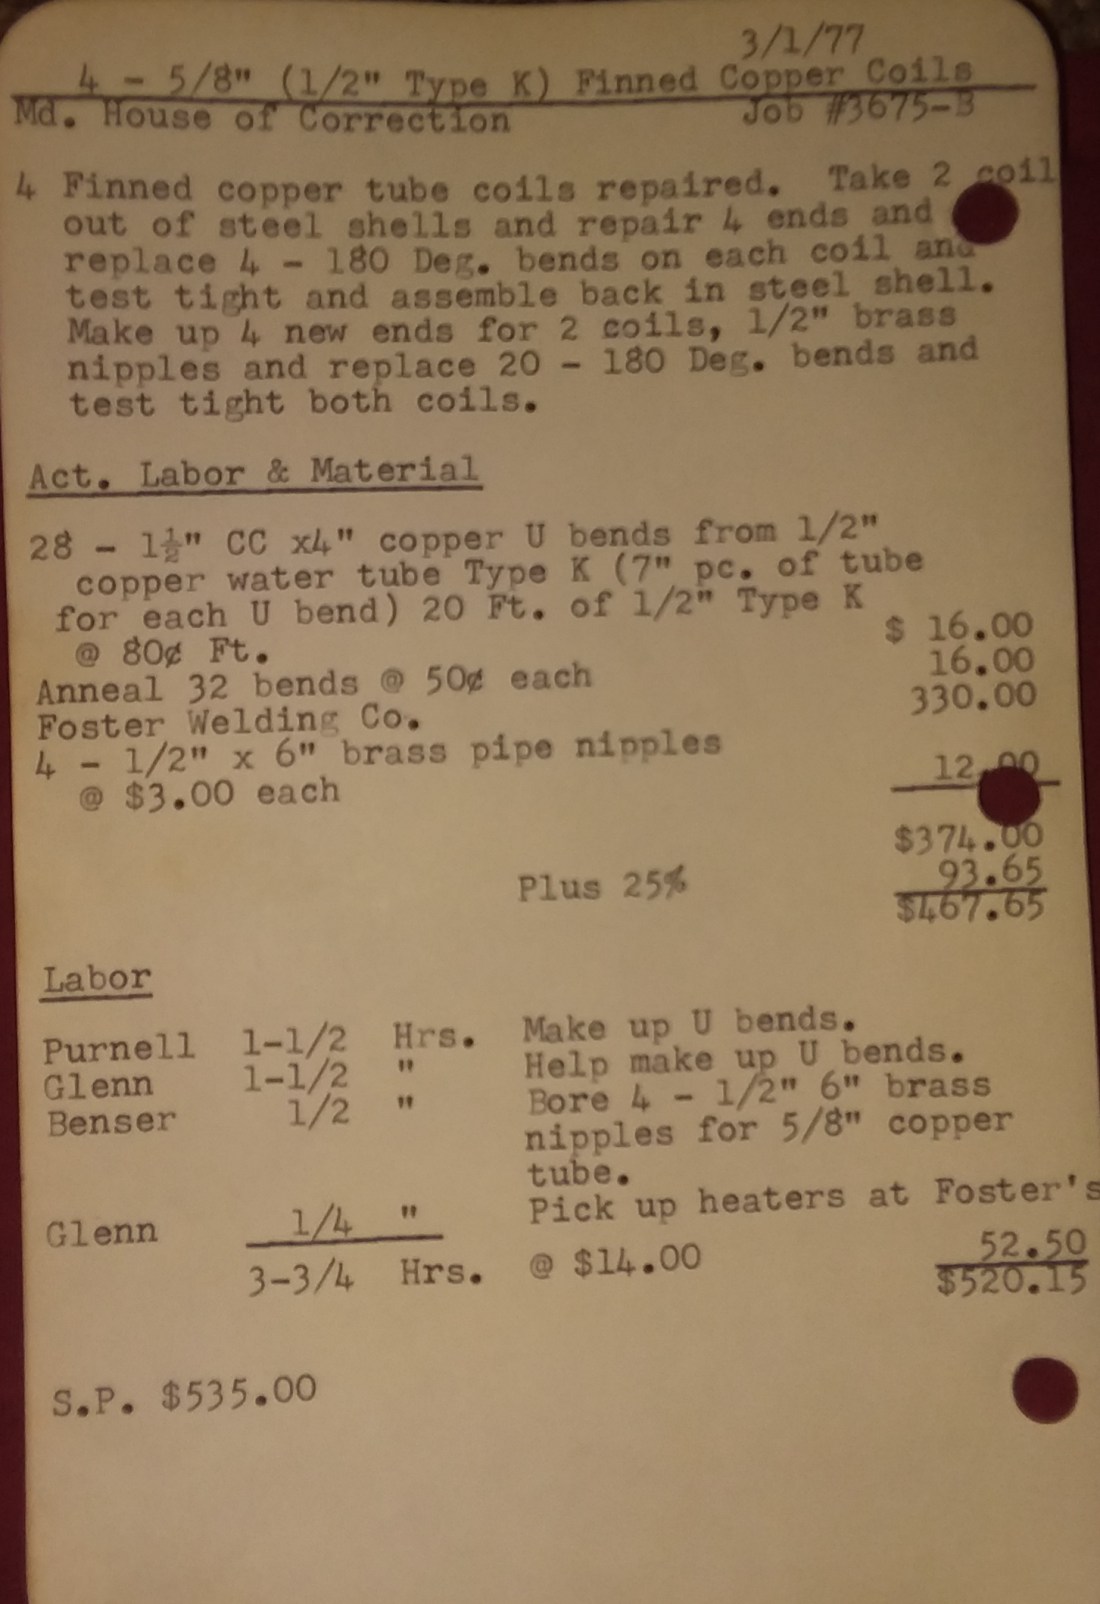 3/1/77
4 - 5/8" (1/2" Type K) Finned Copper Coils
Md. House of Correction Job #3675-B
4 Finned copper tube coils repaired. Take 2 coil
out of steel shells and repair 4 ends and
replace 4 - 180 Deg. bends on each coil and
test tight and assemble back in steel shell.
Make up 4 new ends for 2 coils, 1/2" brass
nipples and replace 20 - 180 Deg. bends and
test tight both coils.
Act. Labor & Material
28 - 1½" CC x4" copper U bends from 1/2"
copper water tube Type K (7" pc. of tube
for each U bend) 20 Ft. of 1/2" Type K
@ 80¢ Ft. $ 16.00
Anneal 32 bends @ 50¢ each 16.00
Foster Welding Co. 330.00
4 - 1/2" x 6" brass pipe nipples
@ $3.00 each 12.00
$374.00
Plus 25% 93.65
$467.65
Labor
Purnell 1-1/2 Hrs. Make up U bends.
Glenn 1-1/2 " Help make up U bends.
Benser 1/2 " Bore 4 - 1/2" 6" brass
nipples for 5/8" copper
tube.
Glenn 1/4 " Pick up heaters at Foster's
3-3/4 Hrs. @ $14.00 52.50
$520.15
S.P. $535.00